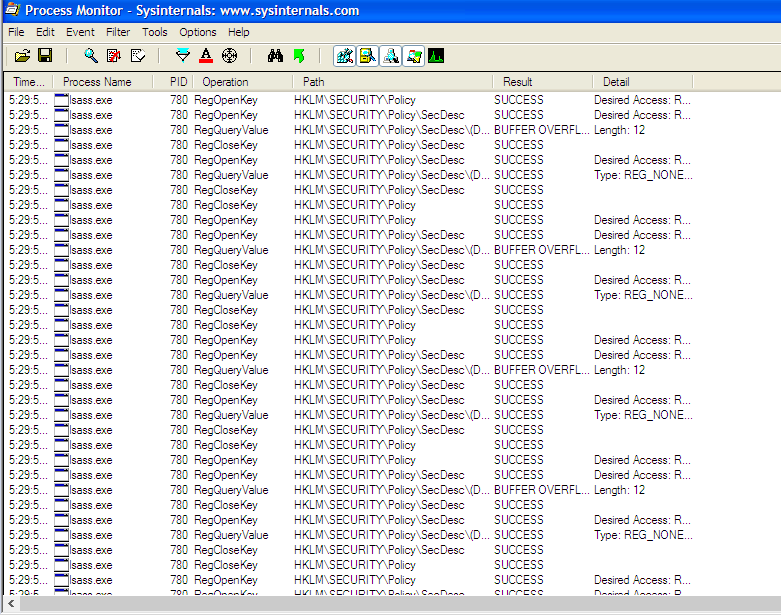 Process Monitor - Sysinternals: www.sysinternals.com
File Edit Event Filter Tools Options Help
Time... Process Name PID Operation Path Result Detail
5:29:5... lsass.exe 780 RegOpenKey HKLM\SECURITY\Policy SUCCESS Desired Access: R...
5:29:5... lsass.exe 780 RegOpenKey HKLM\SECURITY\Policy\SecDesc SUCCESS Desired Access: R...
5:29:5... lsass.exe 780 RegQueryValue HKLM\SECURITY\Policy\SecDesc\(D... BUFFER OVERFL... Length: 12
5:29:5... lsass.exe 780 RegCloseKey HKLM\SECURITY\Policy\SecDesc SUCCESS
5:29:5... lsass.exe 780 RegOpenKey HKLM\SECURITY\Policy\SecDesc SUCCESS Desired Access: R...
5:29:5... lsass.exe 780 RegQueryValue HKLM\SECURITY\Policy\SecDesc\(D... SUCCESS Type: REG_NONE...
5:29:5... lsass.exe 780 RegCloseKey HKLM\SECURITY\Policy\SecDesc SUCCESS
5:29:5... lsass.exe 780 RegCloseKey HKLM\SECURITY\Policy SUCCESS
5:29:5... lsass.exe 780 RegOpenKey HKLM\SECURITY\Policy SUCCESS Desired Access: R...
5:29:5... lsass.exe 780 RegOpenKey HKLM\SECURITY\Policy\SecDesc SUCCESS Desired Access: R...
5:29:5... lsass.exe 780 RegQueryValue HKLM\SECURITY\Policy\SecDesc\(D... BUFFER OVERFL... Length: 12
5:29:5... lsass.exe 780 RegCloseKey HKLM\SECURITY\Policy\SecDesc SUCCESS
5:29:5... lsass.exe 780 RegOpenKey HKLM\SECURITY\Policy\SecDesc SUCCESS Desired Access: R...
5:29:5... lsass.exe 780 RegQueryValue HKLM\SECURITY\Policy\SecDesc\(D... SUCCESS Type: REG_NONE...
5:29:5... lsass.exe 780 RegCloseKey HKLM\SECURITY\Policy\SecDesc SUCCESS
5:29:5... lsass.exe 780 RegCloseKey HKLM\SECURITY\Policy SUCCESS
5:29:5... lsass.exe 780 RegOpenKey HKLM\SECURITY\Policy SUCCESS Desired Access: R...
5:29:5... lsass.exe 780 RegOpenKey HKLM\SECURITY\Policy\SecDesc SUCCESS Desired Access: R...
5:29:5... lsass.exe 780 RegQueryValue HKLM\SECURITY\Policy\SecDesc\(D... BUFFER OVERFL... Length: 12
5:29:5... lsass.exe 780 RegCloseKey HKLM\SECURITY\Policy\SecDesc SUCCESS
5:29:5... lsass.exe 780 RegOpenKey HKLM\SECURITY\Policy\SecDesc SUCCESS Desired Access: R...
5:29:5... lsass.exe 780 RegQueryValue HKLM\SECURITY\Policy\SecDesc\(D... SUCCESS Type: REG_NONE...
5:29:5... lsass.exe 780 RegCloseKey HKLM\SECURITY\Policy\SecDesc SUCCESS
5:29:5... lsass.exe 780 RegCloseKey HKLM\SECURITY\Policy SUCCESS
5:29:5... lsass.exe 780 RegOpenKey HKLM\SECURITY\Policy SUCCESS Desired Access: R...
5:29:5... lsass.exe 780 RegOpenKey HKLM\SECURITY\Policy\SecDesc SUCCESS Desired Access: R...
5:29:5... lsass.exe 780 RegQueryValue HKLM\SECURITY\Policy\SecDesc\(D... BUFFER OVERFL... Length: 12
5:29:5... lsass.exe 780 RegCloseKey HKLM\SECURITY\Policy\SecDesc SUCCESS
5:29:5... lsass.exe 780 RegOpenKey HKLM\SECURITY\Policy\SecDesc SUCCESS Desired Access: R...
5:29:5... lsass.exe 780 RegQueryValue HKLM\SECURITY\Policy\SecDesc\(D... SUCCESS Type: REG_NONE...
5:29:5... lsass.exe 780 RegCloseKey HKLM\SECURITY\Policy\SecDesc SUCCESS
5:29:5... lsass.exe 780 RegCloseKey HKLM\SECURITY\Policy SUCCESS
5:29:5... lsass.exe 780 RegOpenKey HKLM\SECURITY\Policy SUCCESS Desired Access: R...